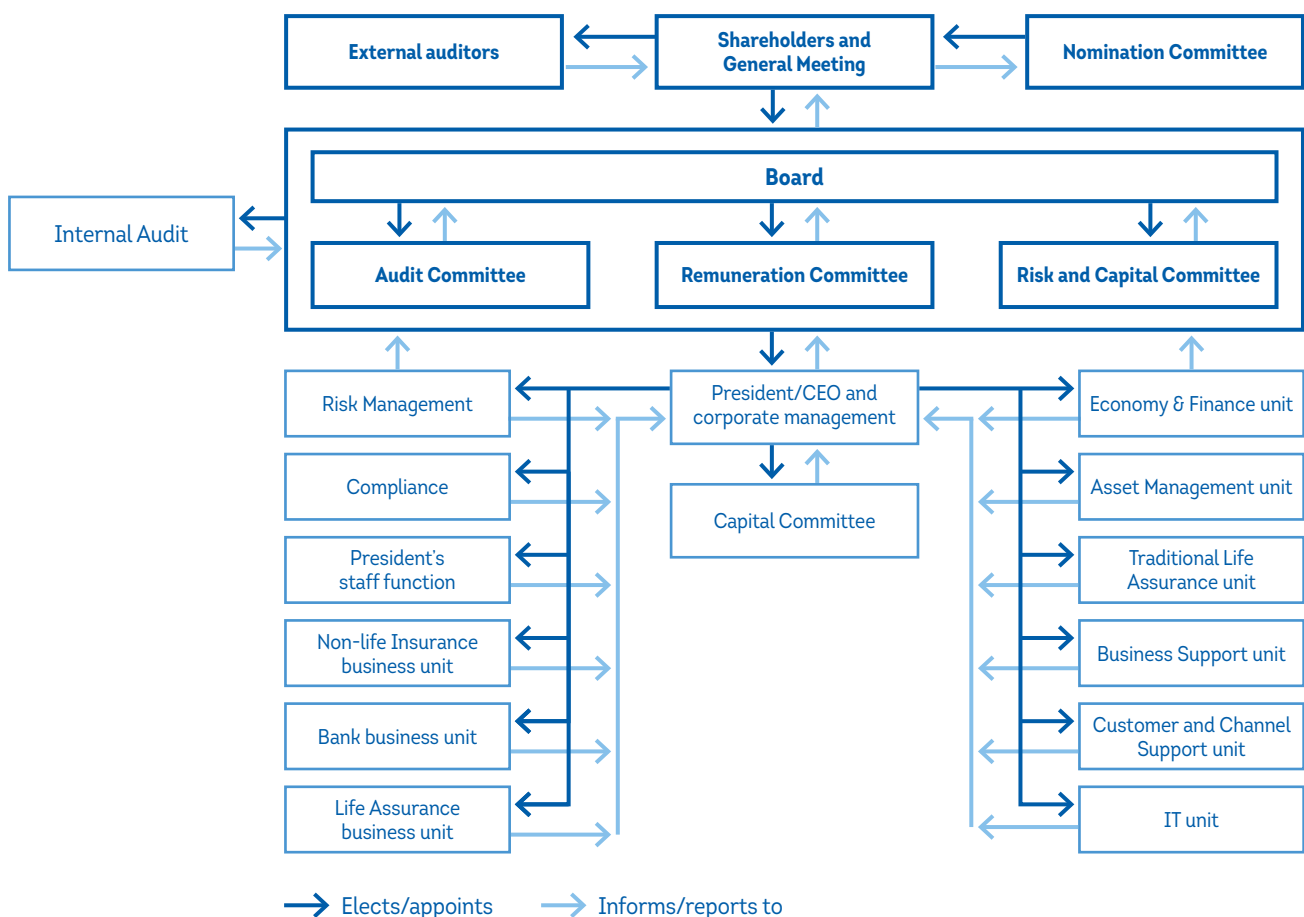 External auditors
Shareholders and
General Meeting
Nomination Committee
Board
Internal Audit
Audit Committee
Remuneration Committee
Risk and Capital Committee
Risk Management
President/CEO and
corporate management
Economy & Finance unit
Compliance
Capital Committee
Asset Management unit
President's
staff function
Traditional Life
Assurance unit
Non-life Insurance
business unit
Business Support unit
Bank business unit
Customer and Channel
Support unit
Life Assurance
business unit
IT unit
Elects/appoints
Informs/reports to